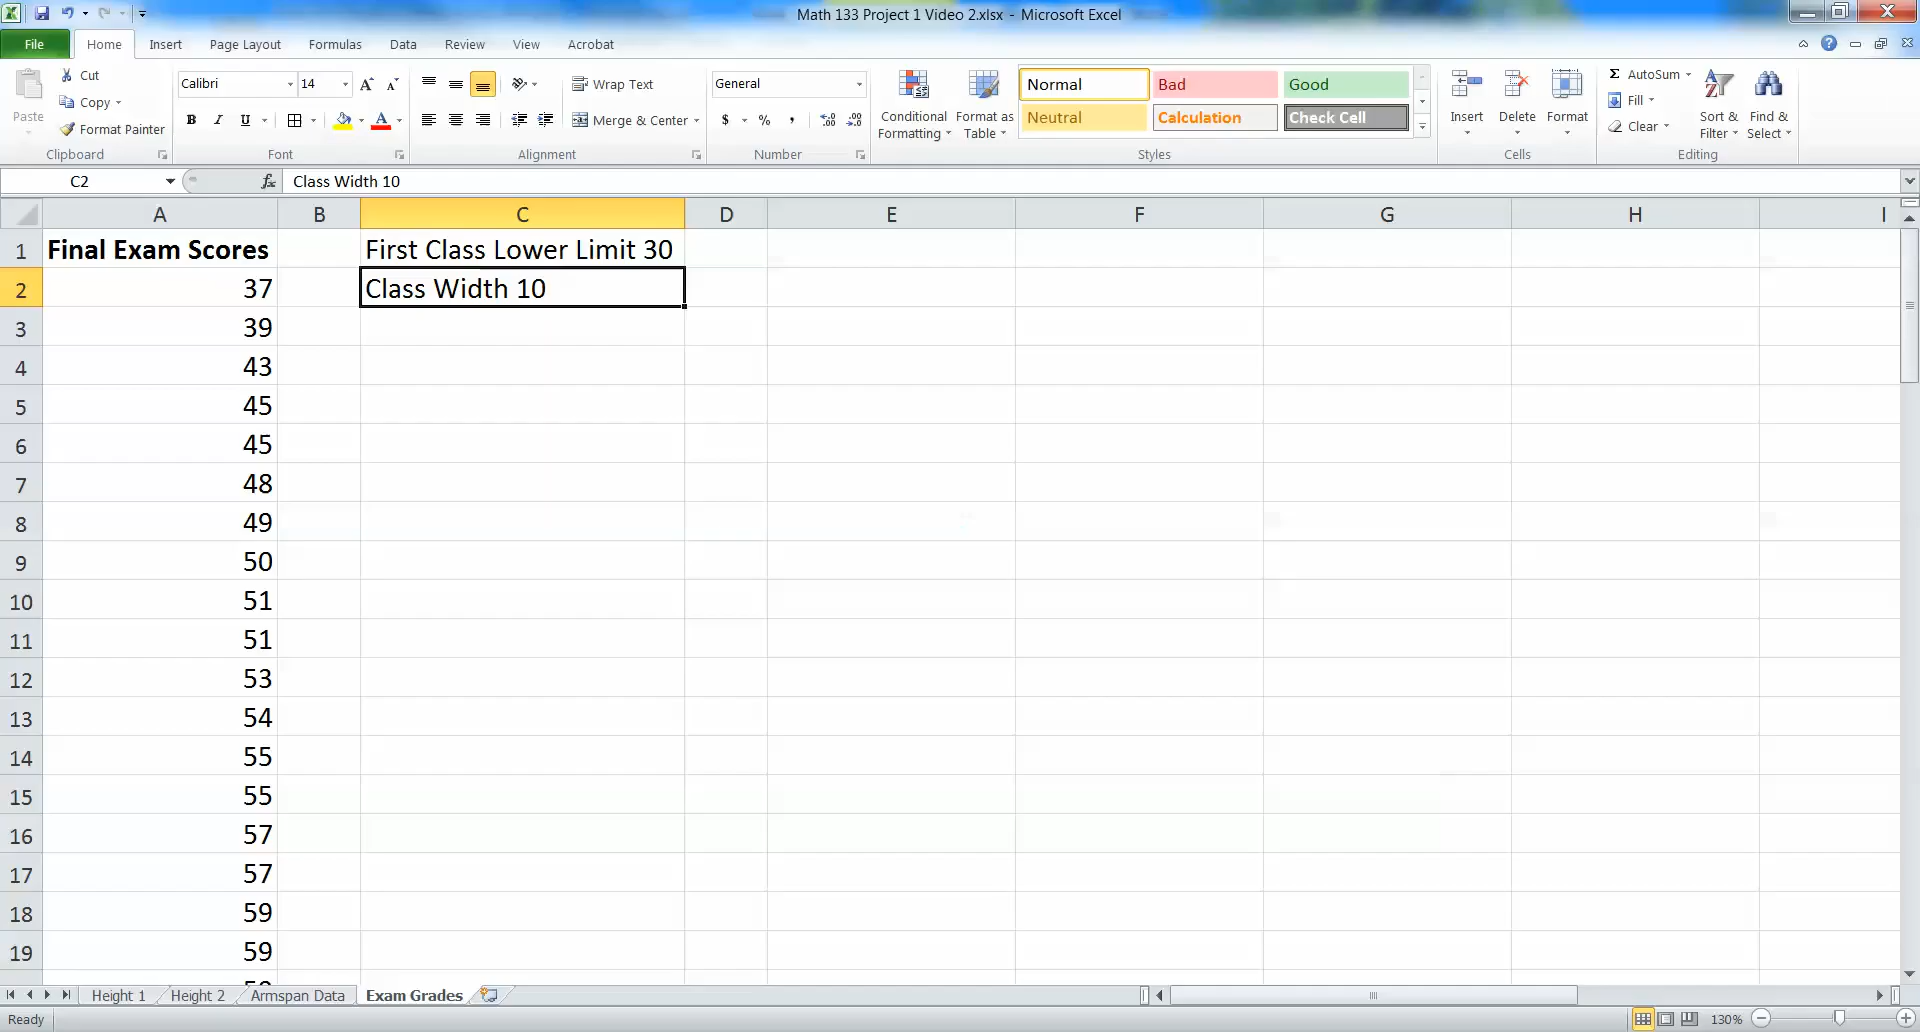 Math 133 Project 1 Video 2.xlsx - Microsoft Excel
File Home Insert Page Layout Formulas Data Review View Acrobat
Paste
Cut
Copy
Format Painter
Clipboard
Calibri 14
B I U
Font
Wrap Text
Merge & Center
Alignment
General
$ % ,
Number
Conditional Formatting
Format as Table
Normal Bad Good
Neutral Calculation Check Cell
Styles
Insert Delete Format
Cells
AutoSum
Fill
Clear
Sort & Filter
Find & Select
Editing
C2 fx Class Width 10
A B C D E F G H I
1 Final Exam Scores First Class Lower Limit 30
2 37 Class Width 10
3 39
4 43
5 45
6 45
7 48
8 49
9 50
10 51
11 51
12 53
13 54
14 55
15 55
16 57
17 57
18 59
19 59
Height 1 Height 2 Armspan Data Exam Grades
Ready 130%